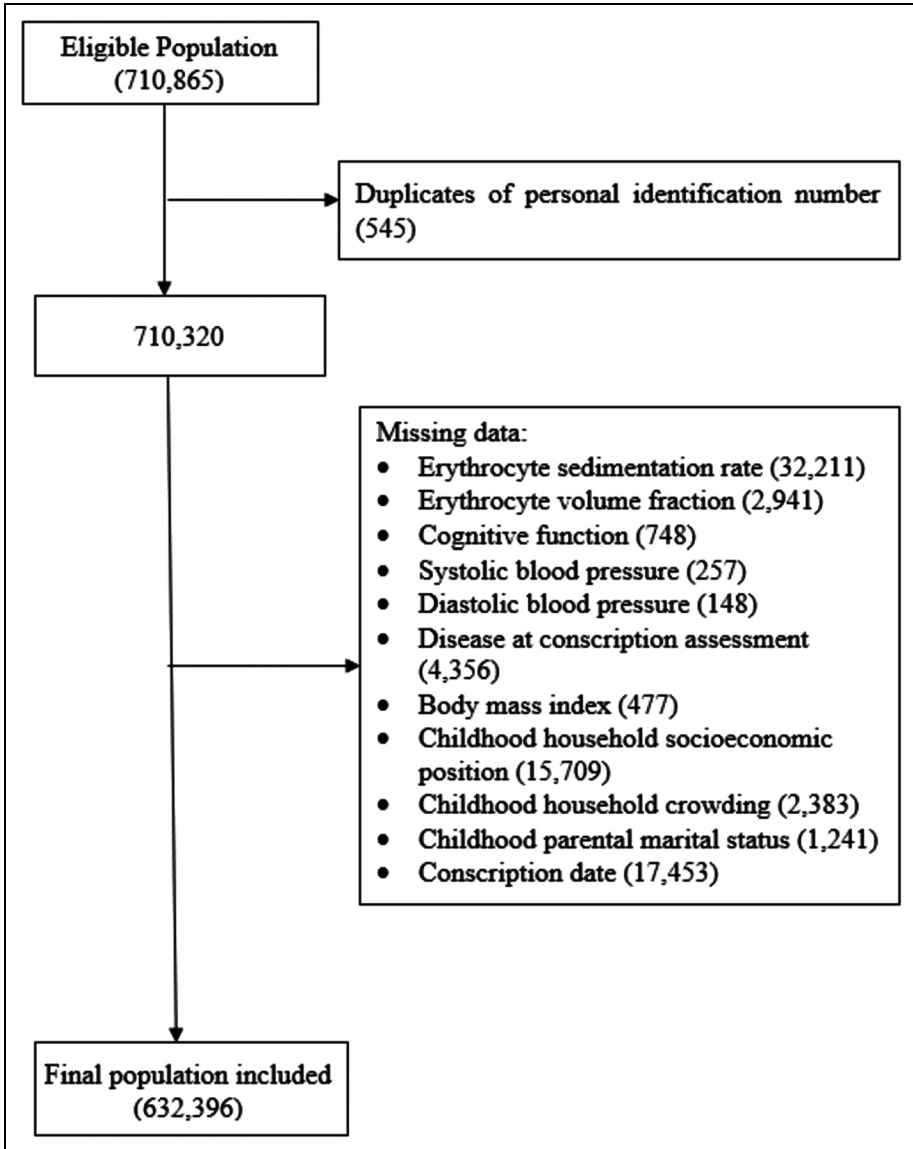 Eligible Population
(710,865)
Duplicates of personal identification number
(545)
710,320
Missing data:
• Erythrocyte sedimentation rate (32,211)
• Erythrocyte volume fraction (2,941)
• Cognitive function (748)
• Systolic blood pressure (257)
• Diastolic blood pressure (148)
• Disease at conscription assessment
(4,356)
• Body mass index (477)
• Childhood household socioeconomic
position (15,709)
• Childhood household crowding (2,383)
• Childhood parental marital status (1,241)
• Conscription date (17,453)
Final population included
(632,396)